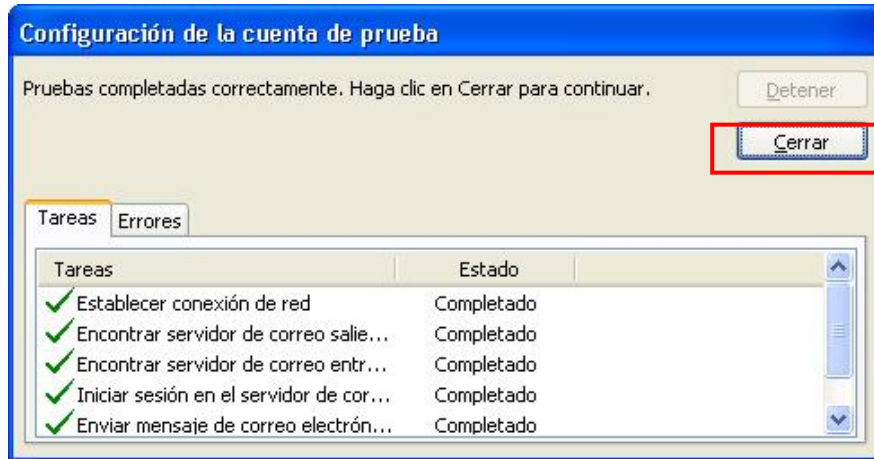 Configuración de la cuenta de prueba
Pruebas completadas correctamente. Haga clic en Cerrar para continuar.
Detener
Cerrar
Tareas Errores
Tareas Estado
Establecer conexión de red Completado
Encontrar servidor de correo salie... Completado
Encontrar servidor de correo entr... Completado
Iniciar sesión en el servidor de cor... Completado
Enviar mensaje de correo electrón... Completado